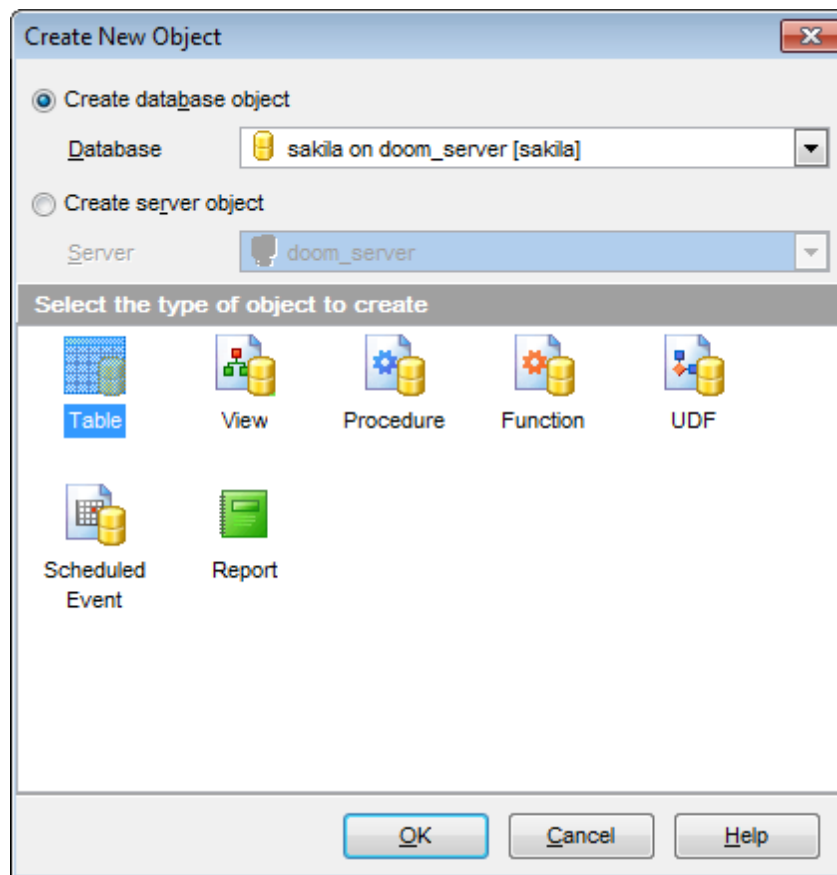 Create New Object
Create database object
Database sakila on doom_server [sakila]
Create server object
Server doom_server
Select the type of object to create
Table View Procedure Function UDF
Scheduled Event Report
OK Cancel Help